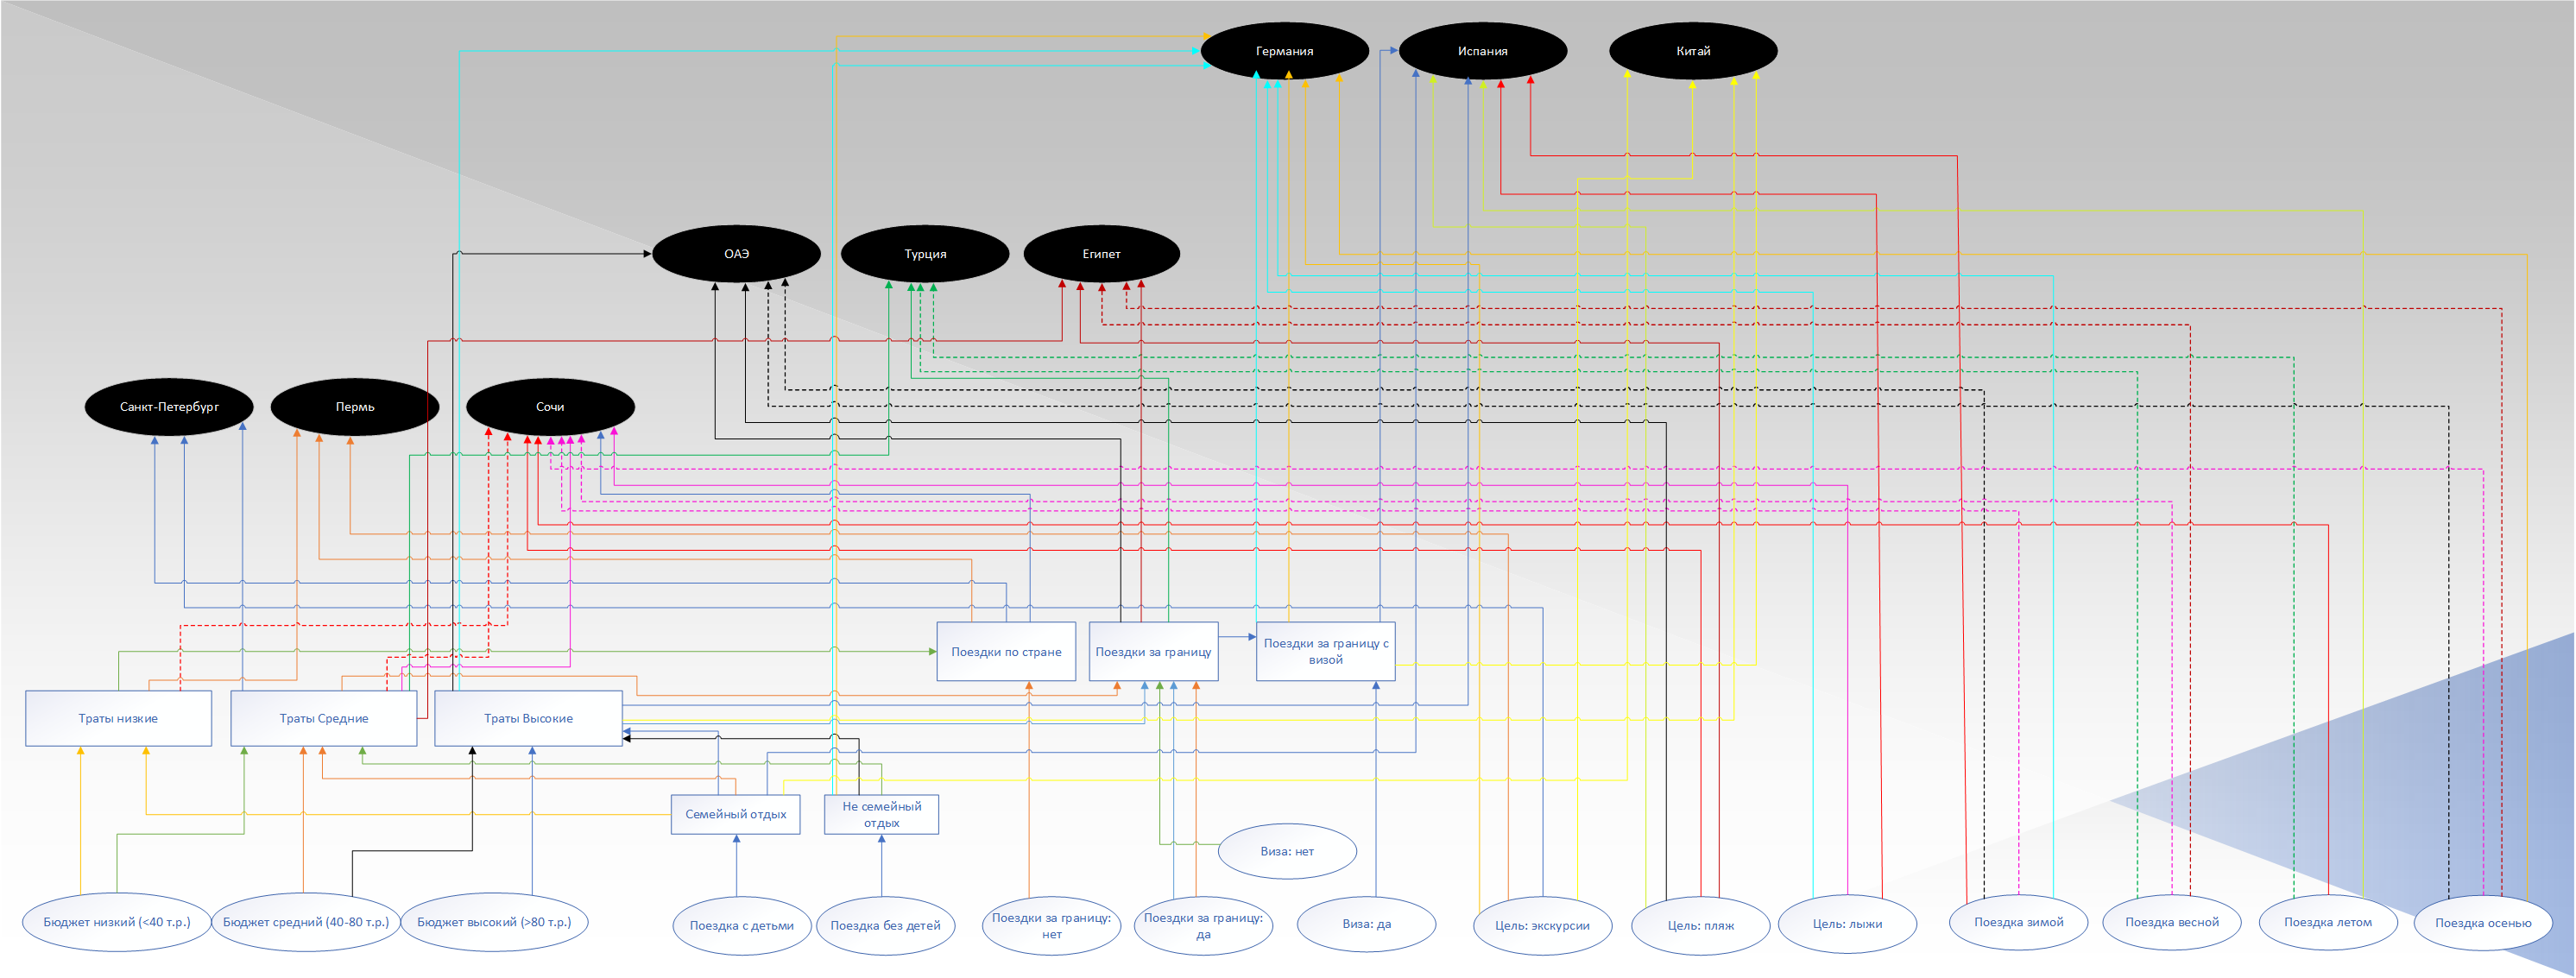 Германия
Испания
Китай
ОАЭ
Турция
Египет
Санкт-Петербург
Пермь
Сочи
Поездки по стране
Поездки за границу
Поездки за границу с
визой
Траты низкие
Траты Средние
Траты Высокие
Семейный отдых
Не семейный
отдых
Виза: нет
Бюджет низкий (<40 т.р.)
Бюджет средний (40-80 т.р.)
Бюджет высокий (>80 т.р.)
Поездка с детьми
Поездка без детей
Поездки за границу:
нет
Поездки за границу:
да
Виза: да
Цель: экскурсии
Цель: пляж
Цель: лыжи
Поездка зимой
Поездка весной
Поездка летом
Поездка осенью